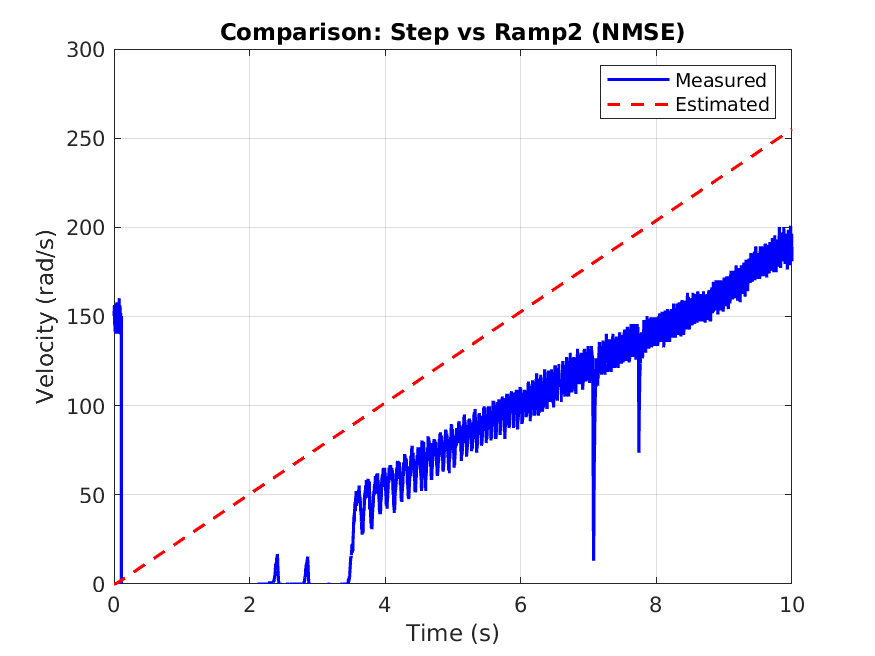 Comparison: Step vs Ramp2 (NMSE)
300
250
200
150
100
50
0
Velocity (rad/s)
Measured
Estimated
0 2 4 6 8 10
Time (s)